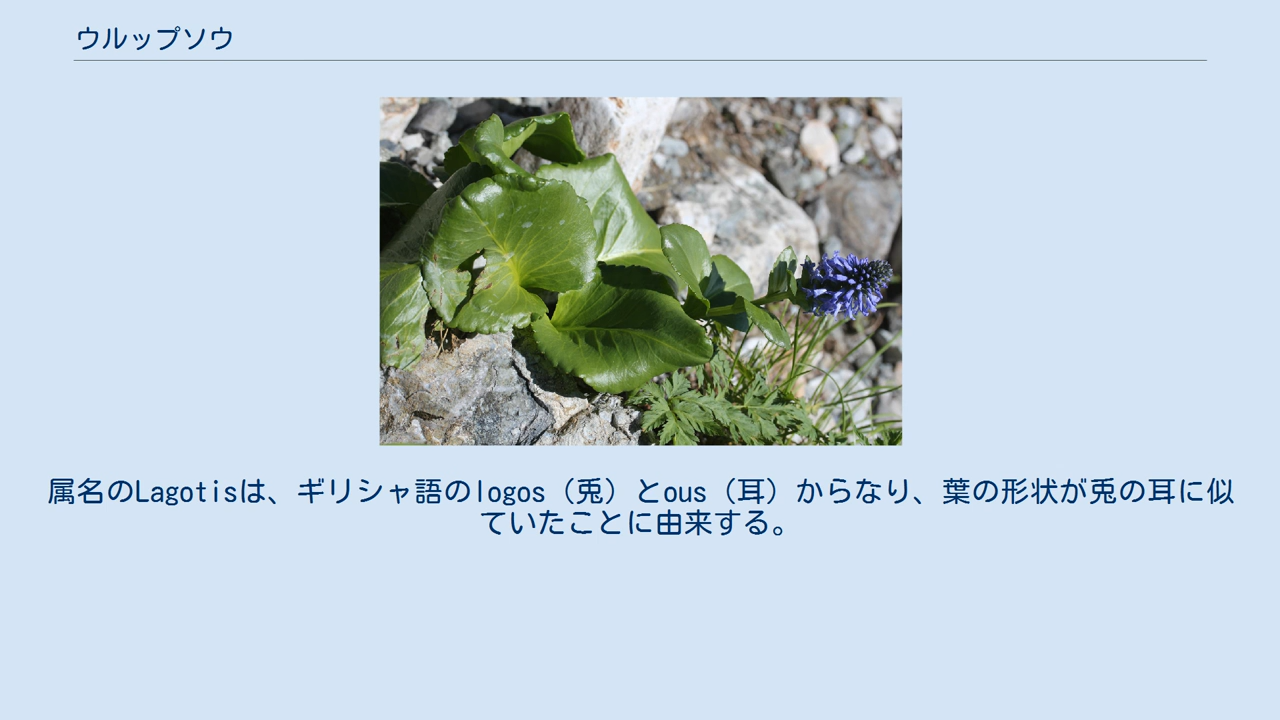 ウルップソウ
属名のLagotisは、ギリシャ語のlogos（兎）とous（耳）からなり、葉の形状が兎の耳に似
ていたことに由来する。